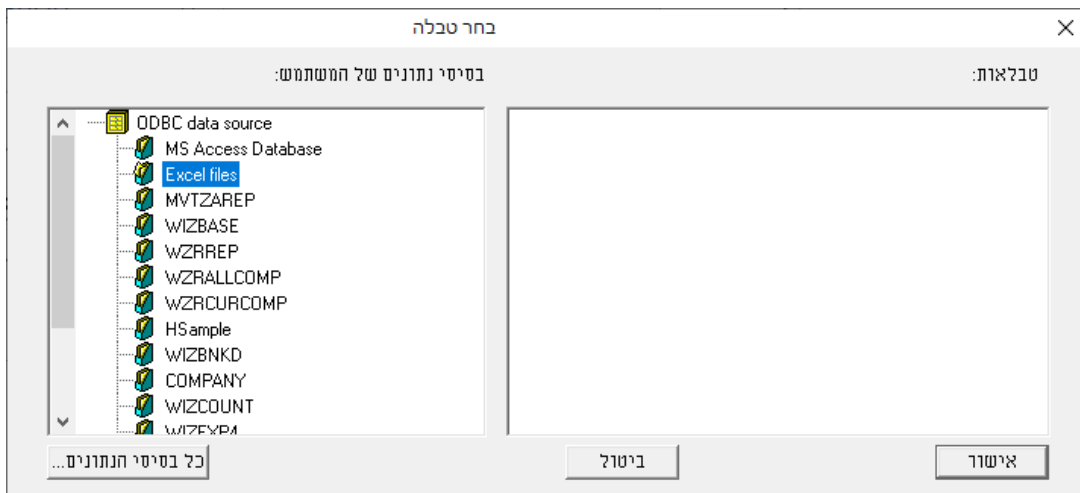 בחר טבלה
טבלאות:
בסיסי נתונים של המשתמש:
ODBC data source
MS Access Database
Excel files
MVTZAREP
WIZBASE
WZRREP
WZRALLCOMP
WZRCURCOMP
HSample
WIZBNKD
COMPANY
WIZCOUNT
WIZEXP4
אישור
ביטול
כל בסיסי הנתונים...